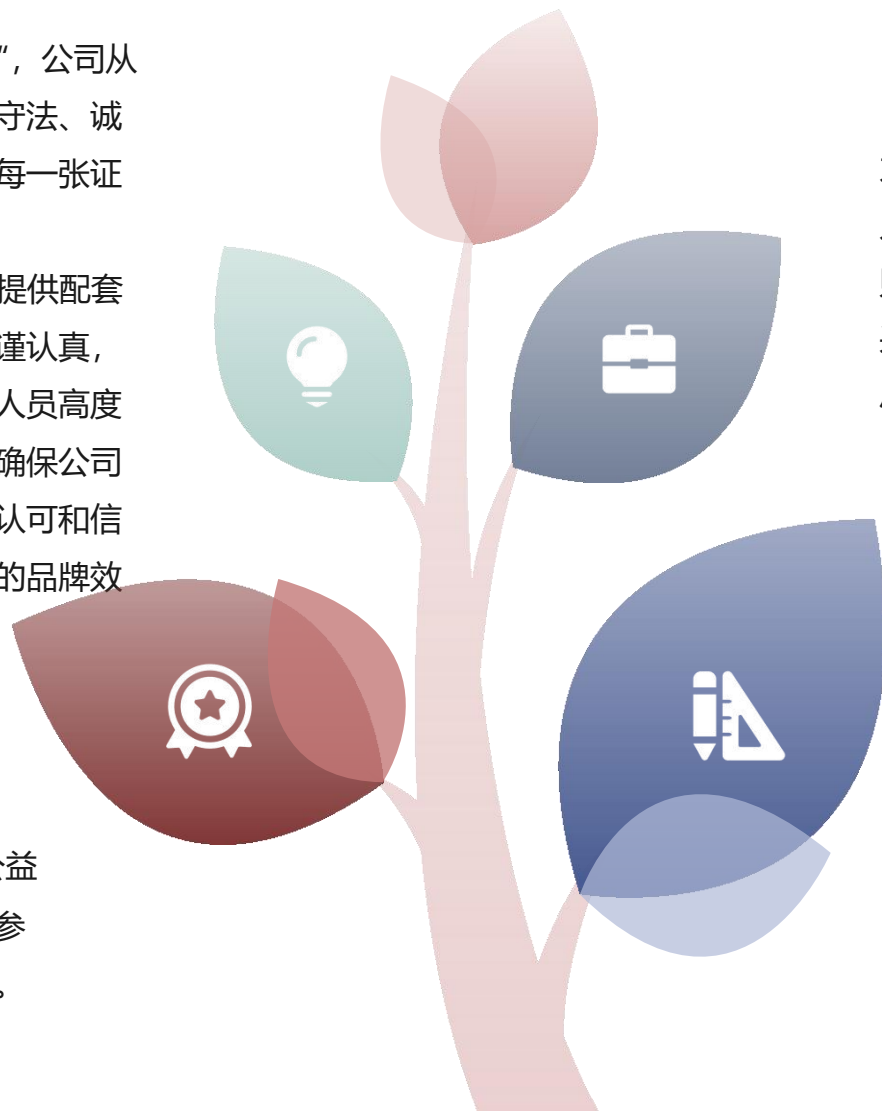 ”，公司从
守法、诚
每一张证
提供配套
谨认真，
人员高度
确保公司
认可和信
的品牌效
益
参
。